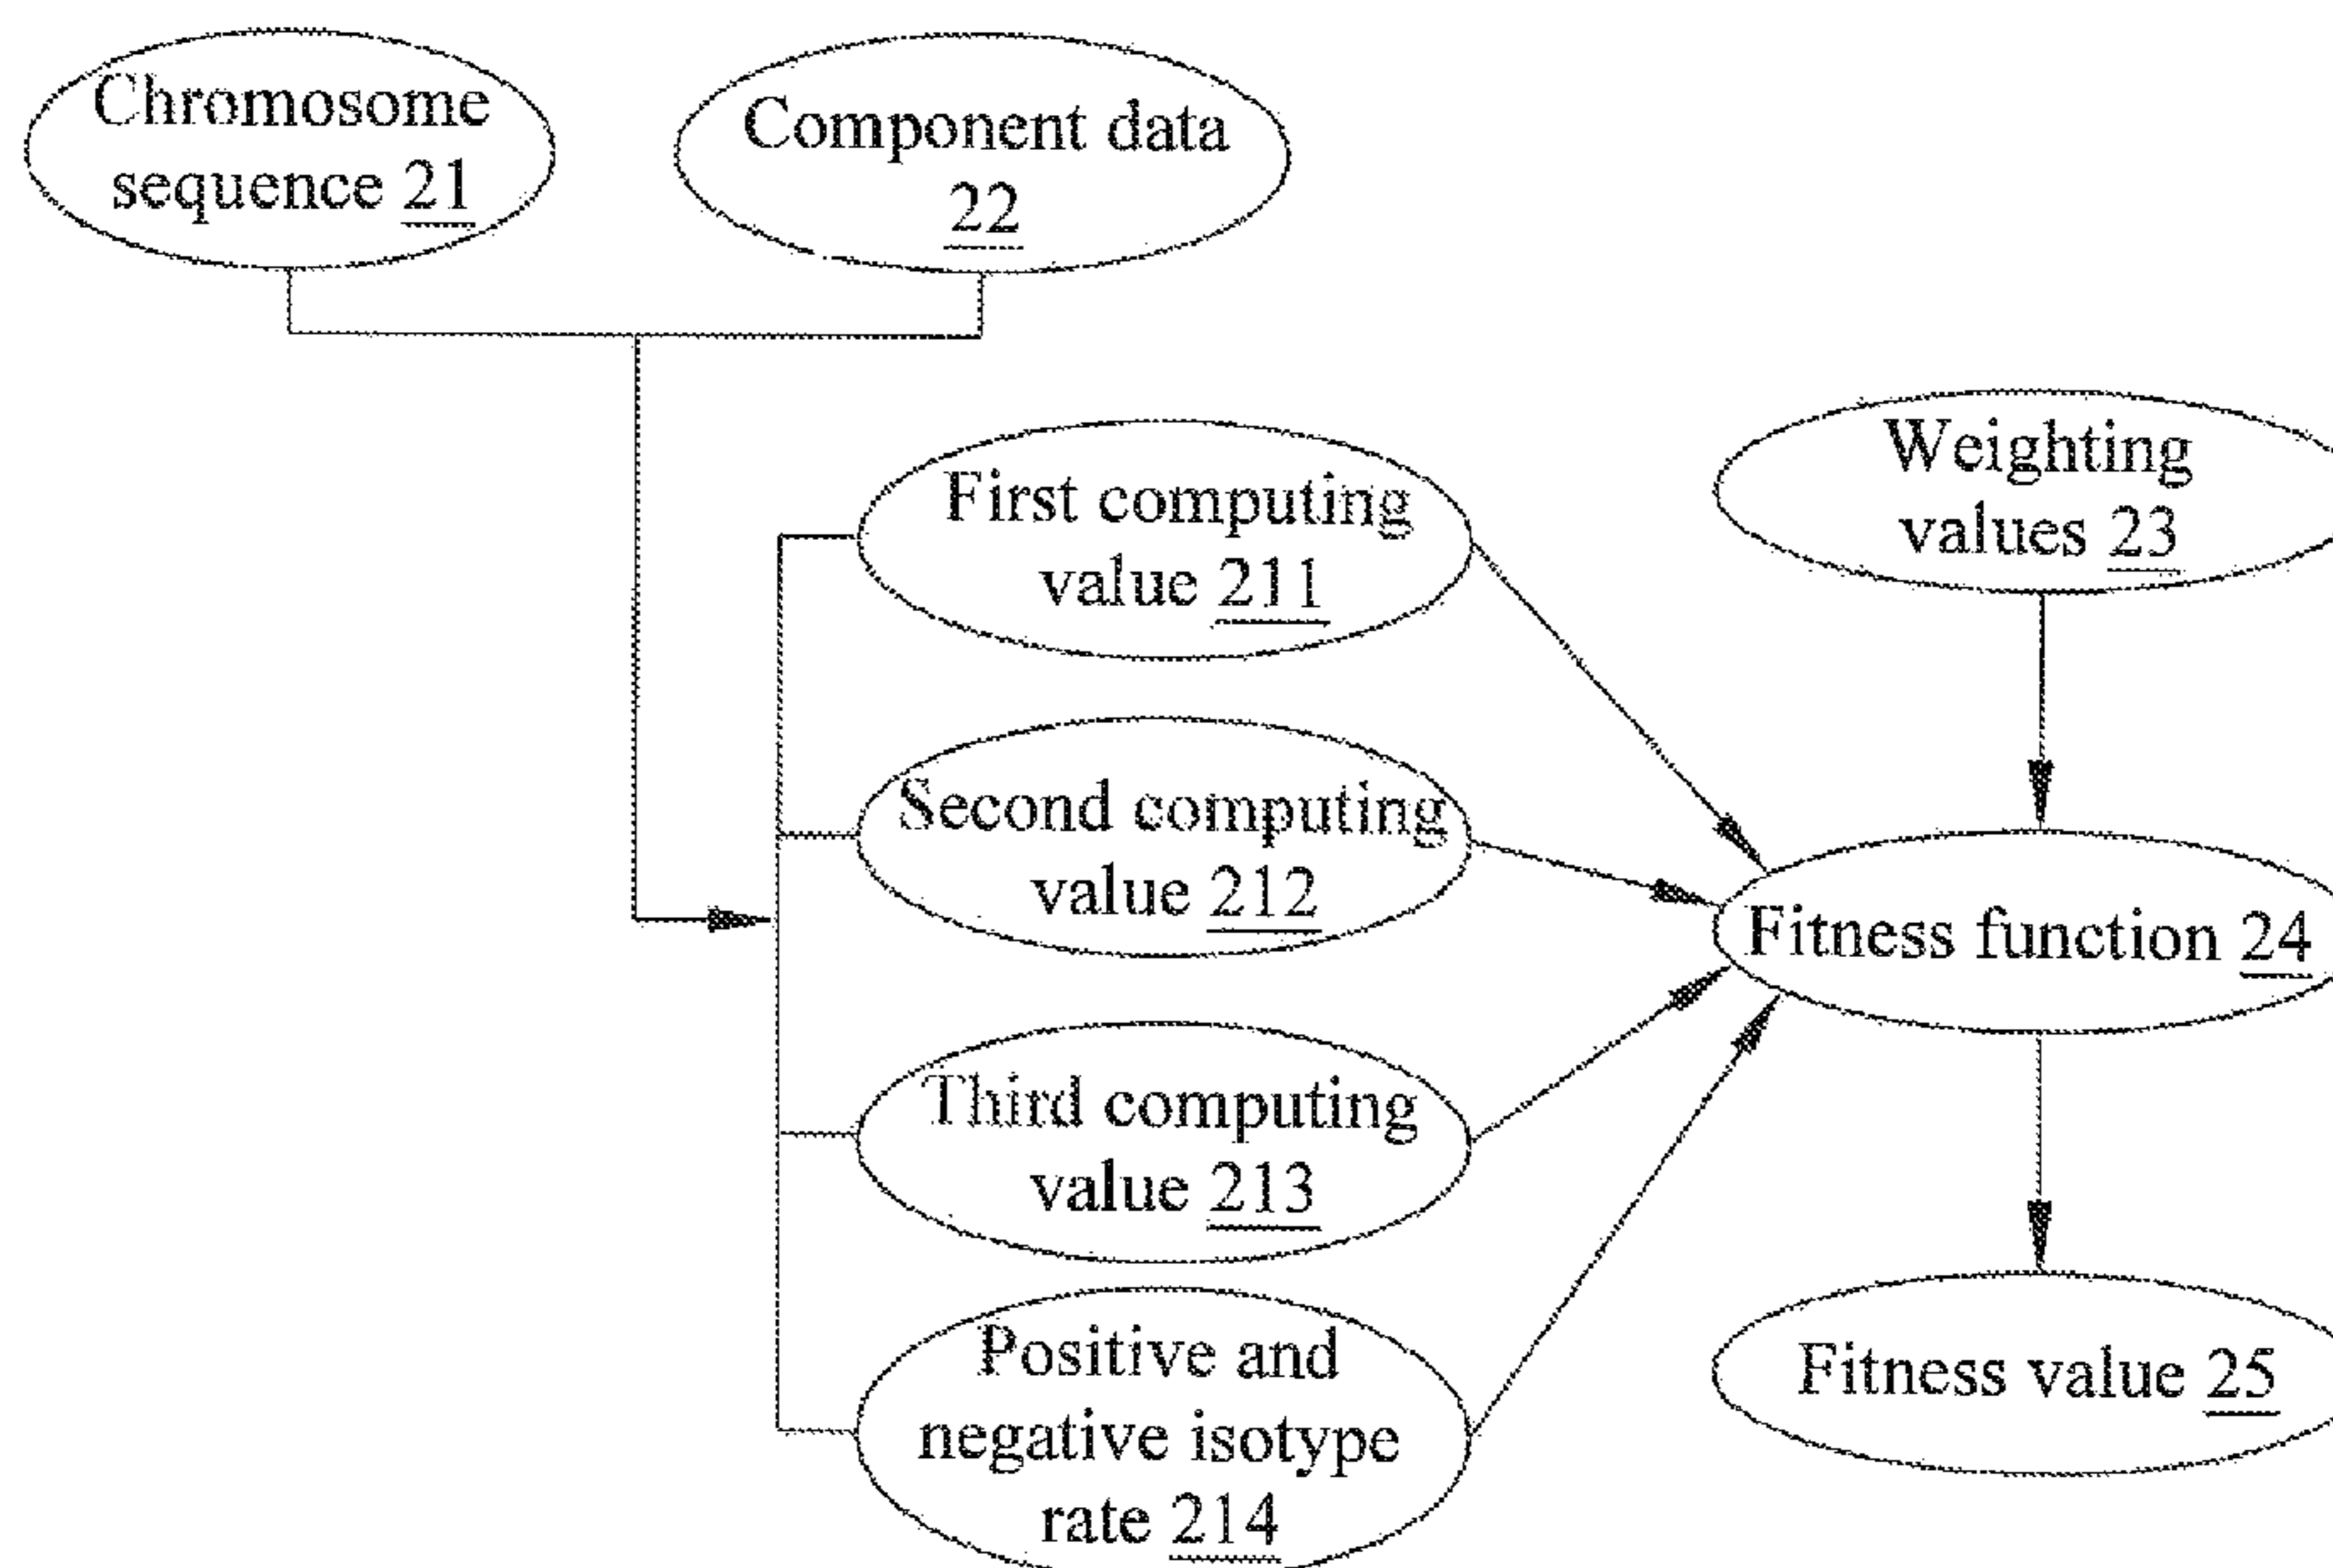 Chromosome
sequence 21
Component data
22
First computing
value 211
Weighting
values 23
Second computing
value 212
Fitness function 24
Third computing
value 213
Positive and
negative isotype
rate 214
Fitness value 25